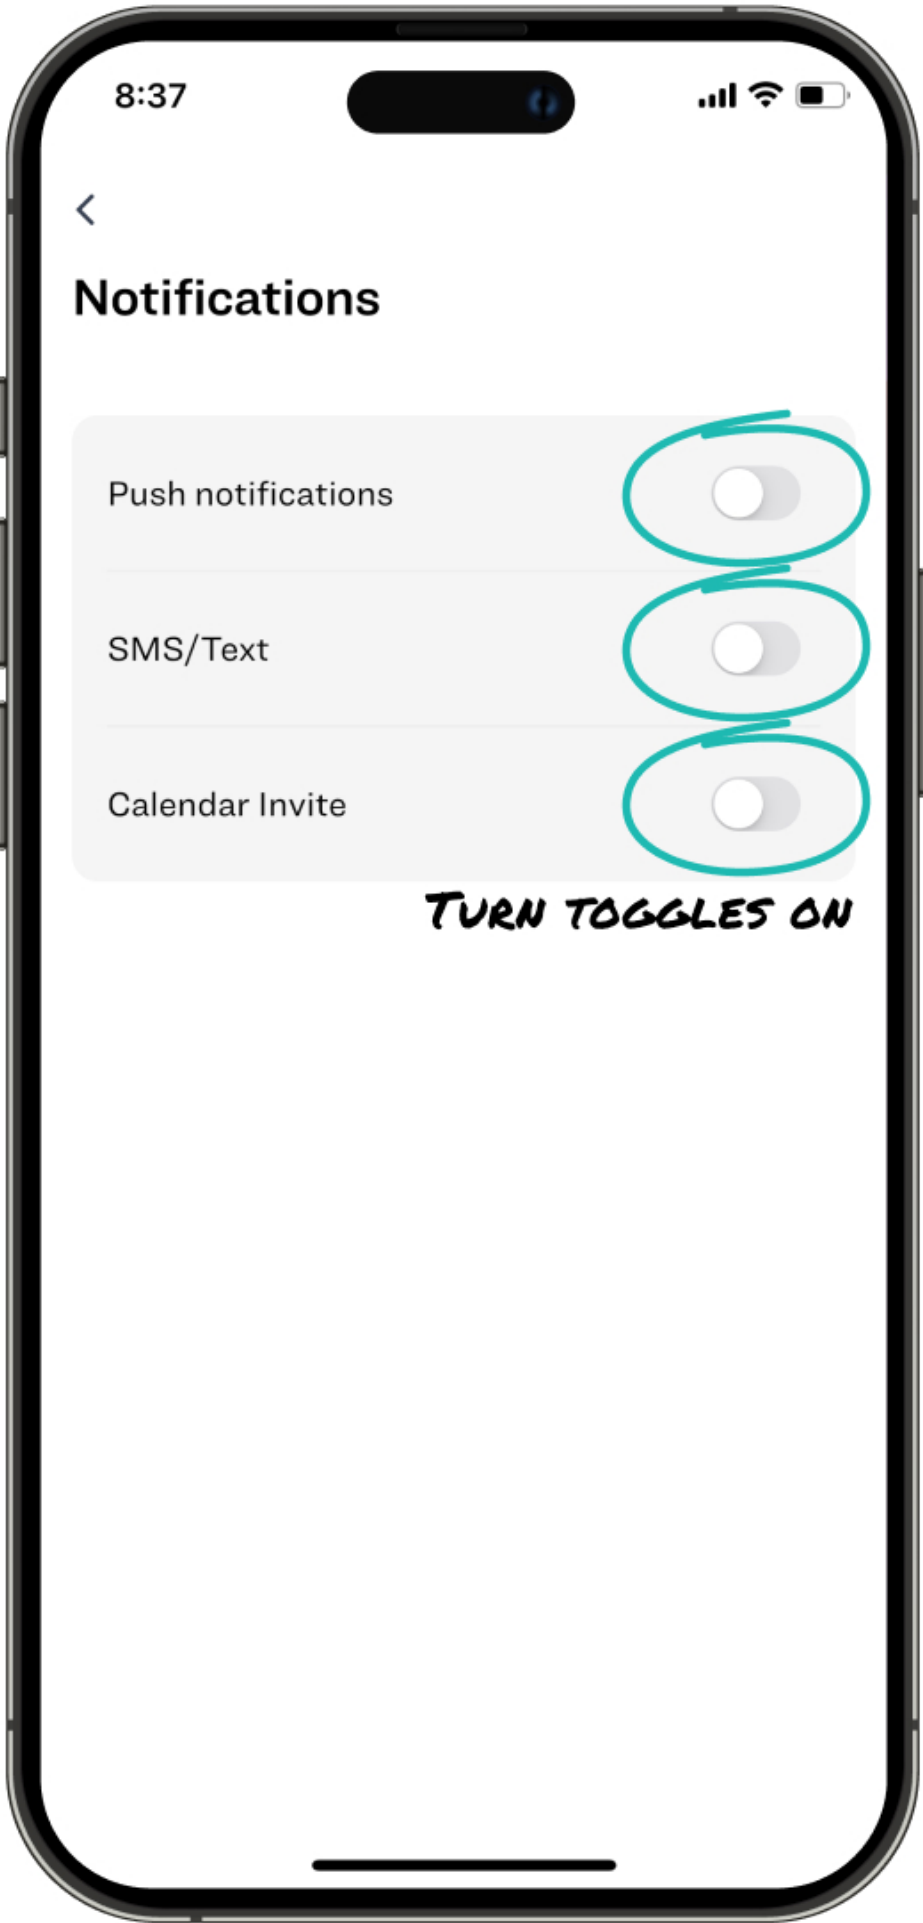 8:37
Notifications
Push notifications
SMS/Text
Calendar Invite
TURN TOGGLES ON